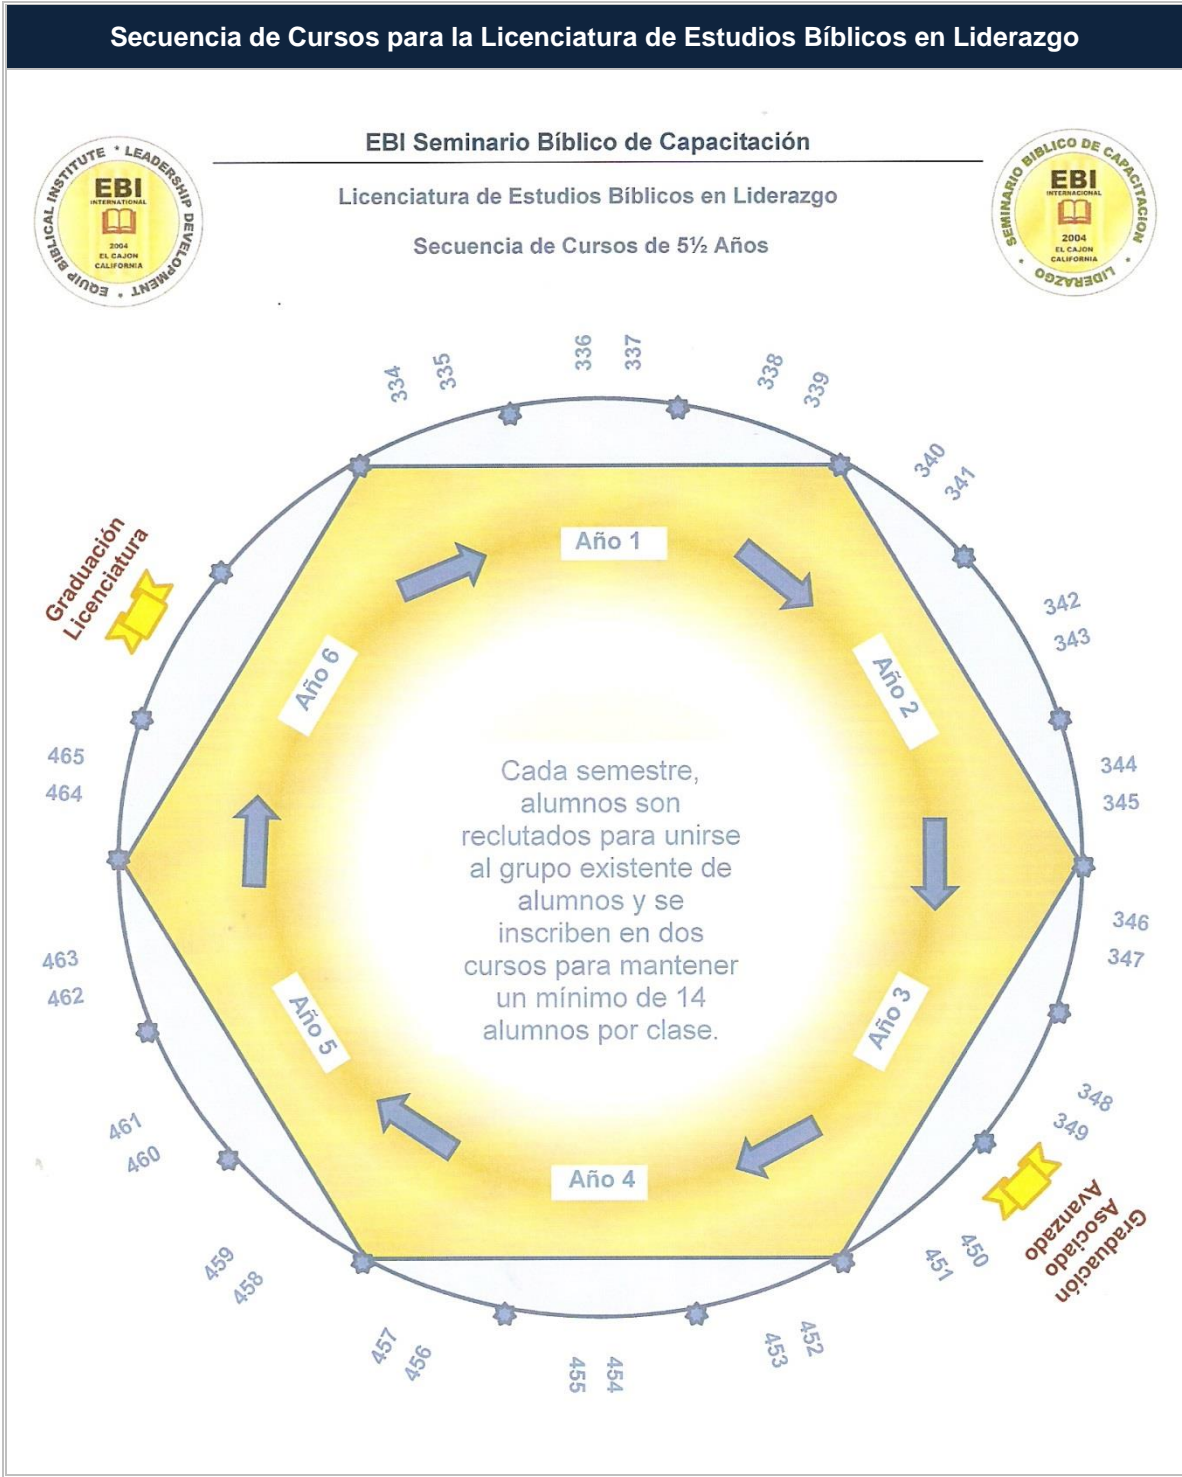 Secuencia de Cursos para la Licenciatura de Estudios Bíblicos en Liderazgo
EBI Seminario Bíblico de Capacitación
Licenciatura de Estudios Bíblicos en Liderazgo
Secuencia de Cursos de 5½ Años
EQUIP BIBLICAL INSTITUTE * LEADERSHIP DEVELOPMENT *
EBI
INTERNATIONAL
2004
EL CAJON
CALIFORNIA
SEMINARIO BIBLICO DE CAPACITACION * LIDERAZGO *
EBI
INTERNACIONAL
2004
EL CAJON
CALIFORNIA
334
335
336
337
338
339
340
341
342
343
344
345
346
347
348
349
Graduación
Asociado
Avanzado
450
451
452
453
454
455
456
457
458
459
460
461
462
463
464
465
Graduación
Licenciatura
Año 1
Año 2
Año 3
Año 4
Año 5
Año 6
Cada semestre,
alumnos son
reclutados para unirse
al grupo existente de
alumnos y se
inscriben en dos
cursos para mantener
un mínimo de 14
alumnos por clase.